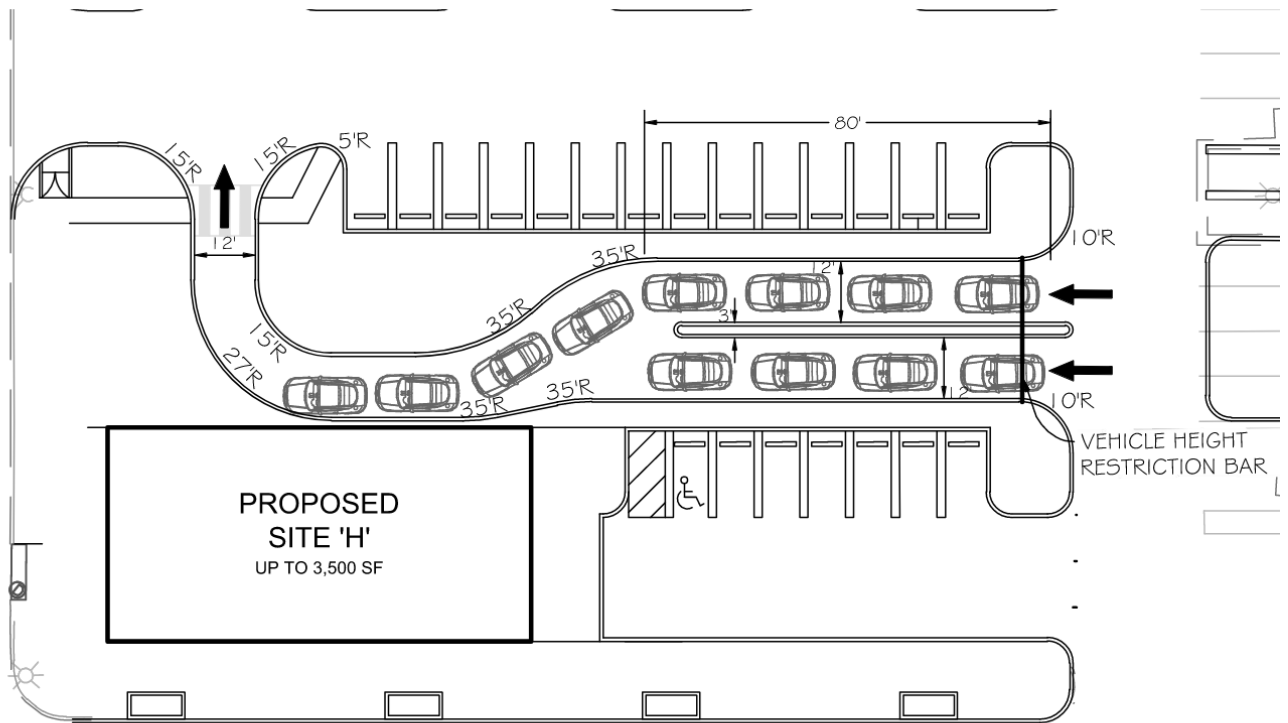 80'
15'R
15'R
5'R
12'
10'R
35'R
12'
35'R
3'
15'R
27'R
35'R
35'R
12'
10'R
VEHICLE HEIGHT
RESTRICTION BAR
PROPOSED
SITE 'H'
UP TO 3,500 SF